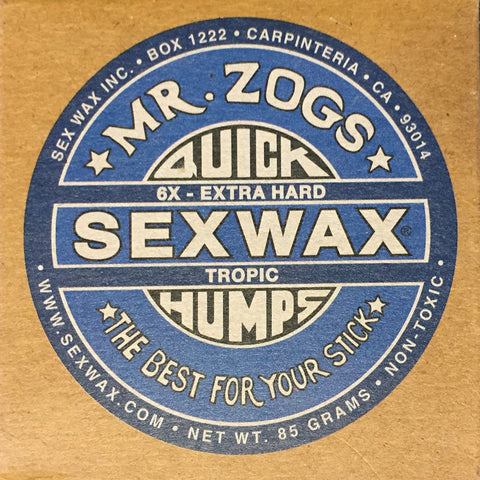 SEX WAX INC. • BOX 1222 • CARPINTERIA • CA • 93014
★ MR. ZOGS ★
QUICK
6X - EXTRA HARD
SEXWAX®
TROPIC
HUMPS
★ THE BEST FOR YOUR STICK ★
• WWW.SEXWAX.COM • NET WT. 85 GRAMS • NON-TOXIC •